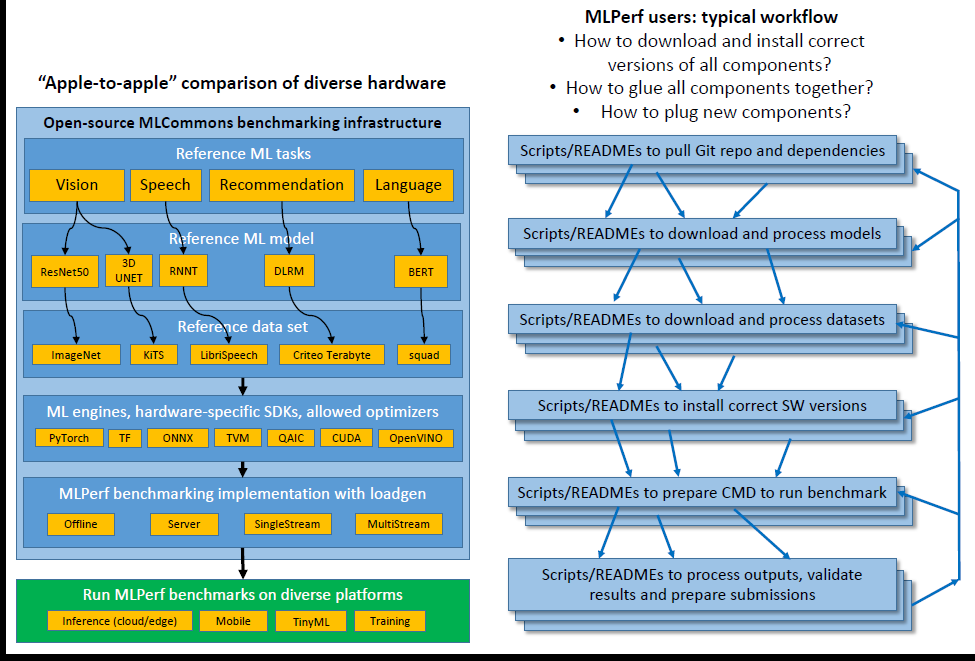 “Apple-to-apple” comparison of diverse hardware
Open-source MLCommons benchmarking infrastructure
Reference ML tasks
Vision
Speech
Recommendation
Language
Reference ML model
ResNet50
3D
UNET
RNNT
DLRM
BERT
Reference data set
ImageNet
KiTS
LibriSpeech
Criteo Terabyte
squad
ML engines, hardware-specific SDKs, allowed optimizers
PyTorch
TF
ONNX
TVM
QAIC
CUDA
OpenVINO
MLPerf benchmarking implementation with loadgen
Offline
Server
SingleStream
MultiStream
Run MLPerf benchmarks on diverse platforms
Inference (cloud/edge)
Mobile
TinyML
Training
MLPerf users: typical workflow
• How to download and install correct
versions of all components?
• How to glue all components together?
• How to plug new components?
Scripts/READMEs to pull Git repo and dependencies
Scripts/READMEs to download and process models
Scripts/READMEs to download and process datasets
Scripts/READMEs to install correct SW versions
Scripts/READMEs to prepare CMD to run benchmark
Scripts/READMEs to process outputs, validate
results and prepare submissions